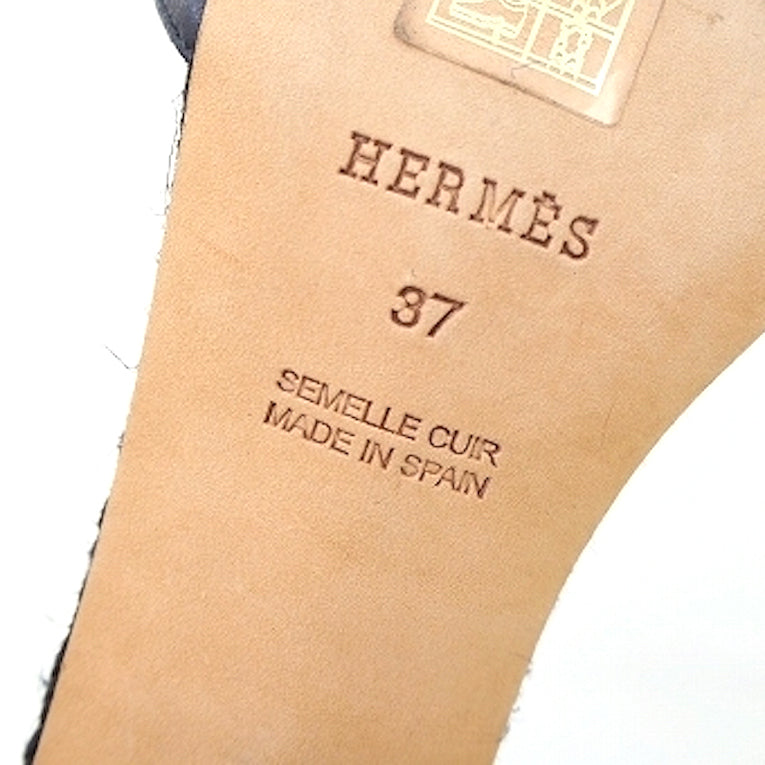 HERMÈS
37
SEMELLE CUIR
MADE IN SPAIN